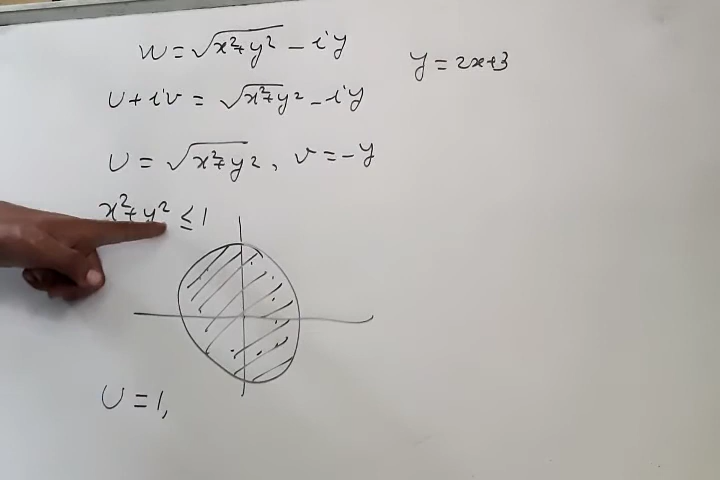 w = √x²+y² - iy
y = 2x+3
U + iv = √x²+y² - iy
U = √x²+y², v = -y
x²+y² ≤ 1
U = 1,